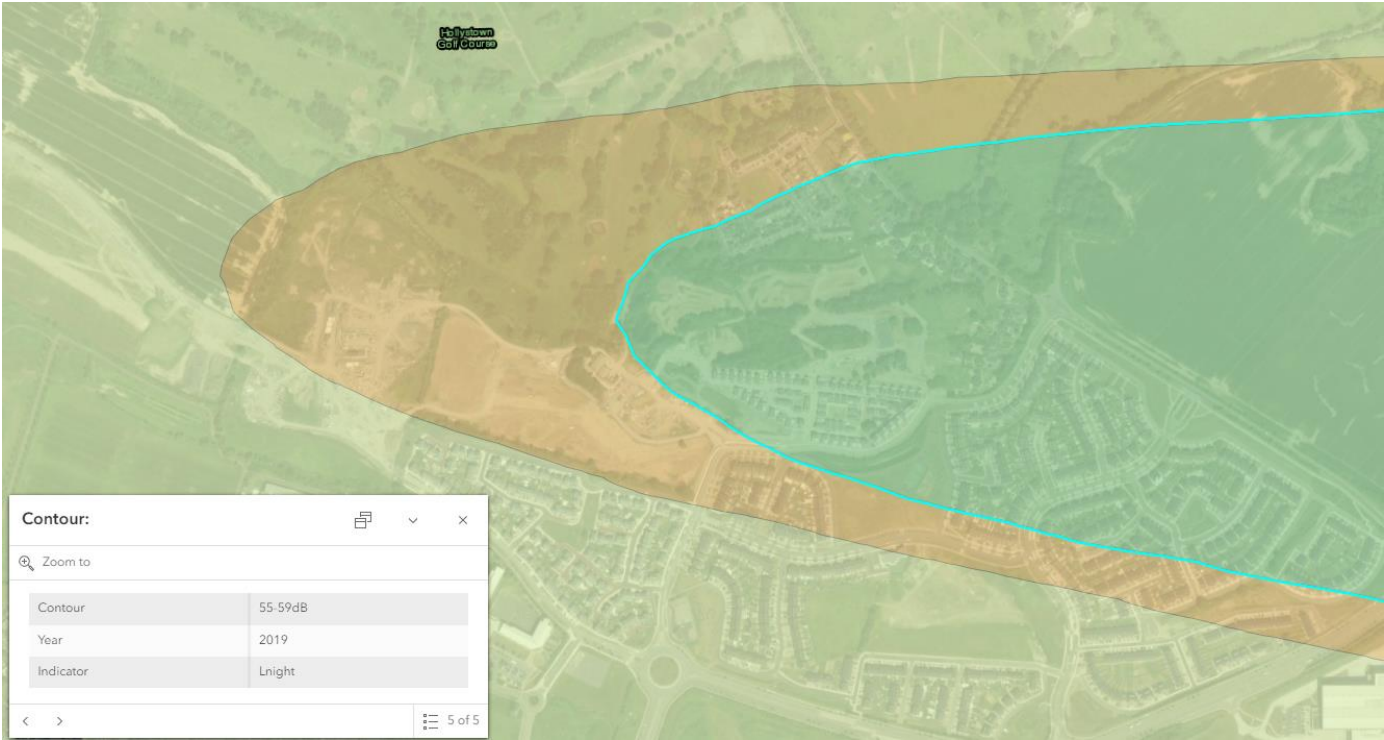 Hollystown
Golf Course
Contour:
Zoom to
Contour 55-59dB
Year 2019
Indicator Lnight
5 of 5